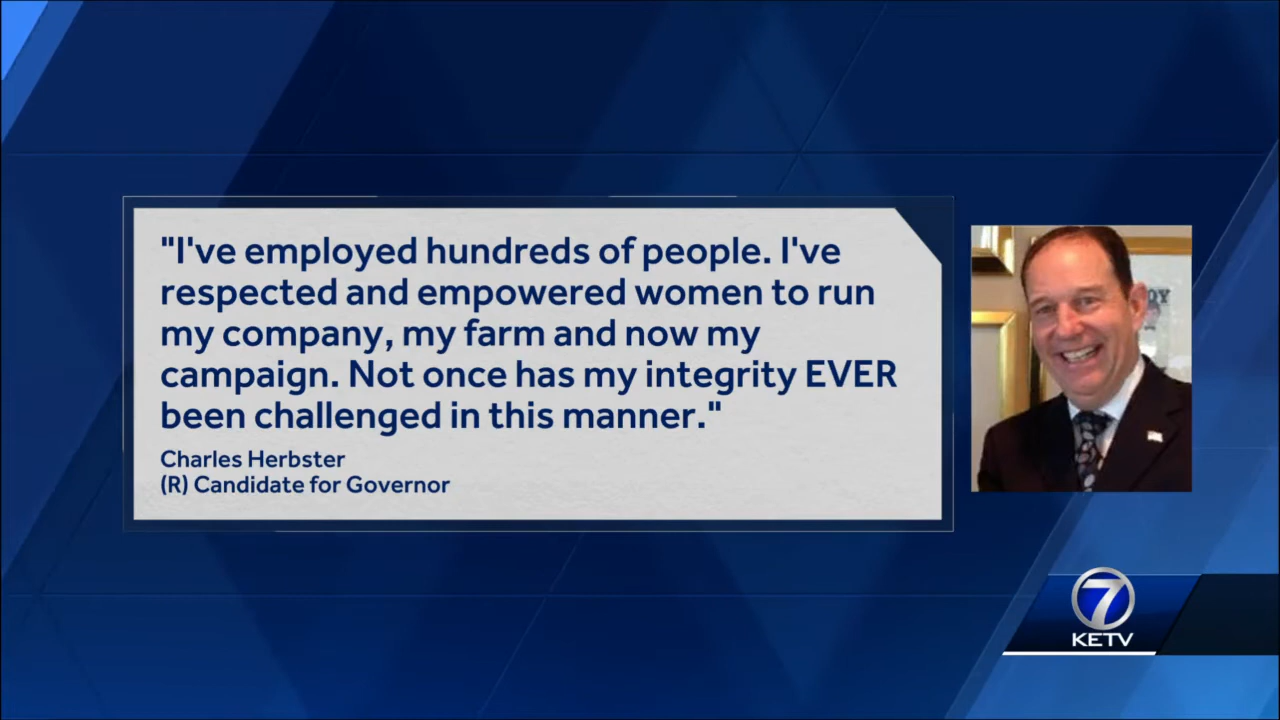 "I've employed hundreds of people. I've
respected and empowered women to run
my company, my farm and now my
campaign. Not once has my integrity EVER
been challenged in this manner."
Charles Herbster
(R) Candidate for Governor
OY
7
KETV